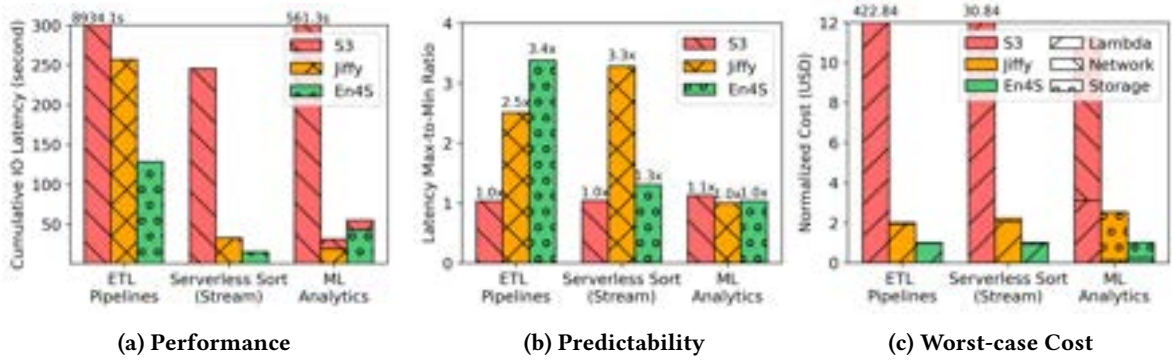 8934.1s
561.3s
300
250
200
150
100
50
Cumulative IO Latency (second)
S3
Jiffy
En4S
ETL
Pipelines
Serverless Sort
(Stream)
ML
Analytics
(a) Performance
4
3
2
1
0
Latency Max-to-Min Ratio
S3
Jiffy
En4S
1.0x
2.5x
3.4x
1.0x
3.3x
1.3x
1.1x
1.0x
1.0x
ETL
Pipelines
Serverless Sort
(Stream)
ML
Analytics
(b) Predictability
422.84
30.84
12
10
8
6
4
2
0
Normalized Cost (USD)
S3
Jiffy
En4S
Lambda
Network
Storage
ETL
Pipelines
Serverless Sort
(Stream)
ML
Analytics
(c) Worst-case Cost